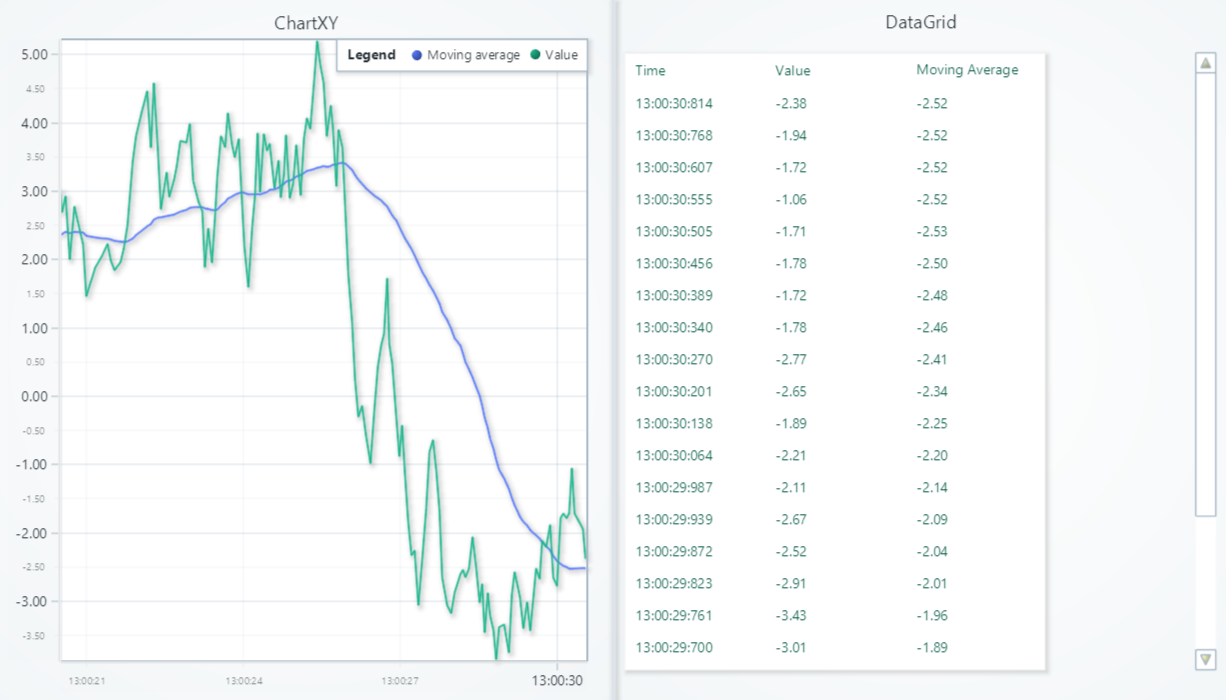 ChartXY
Legend Moving average Value
5.00
4.50
4.00
3.50
3.00
2.50
2.00
1.50
1.00
0.50
0.00
-0.50
-1.00
-1.50
-2.00
-2.50
-3.00
-3.50
13:00:21 13:00:24 13:00:27 13:00:30
DataGrid
Time Value Moving Average
13:00:30:814 -2.38 -2.52
13:00:30:768 -1.94 -2.52
13:00:30:607 -1.72 -2.52
13:00:30:555 -1.06 -2.52
13:00:30:505 -1.71 -2.53
13:00:30:456 -1.78 -2.50
13:00:30:389 -1.72 -2.48
13:00:30:340 -1.78 -2.46
13:00:30:270 -2.77 -2.41
13:00:30:201 -2.65 -2.34
13:00:30:138 -1.89 -2.25
13:00:30:064 -2.21 -2.20
13:00:29:987 -2.11 -2.14
13:00:29:939 -2.67 -2.09
13:00:29:872 -2.52 -2.04
13:00:29:823 -2.91 -2.01
13:00:29:761 -3.43 -1.96
13:00:29:700 -3.01 -1.89